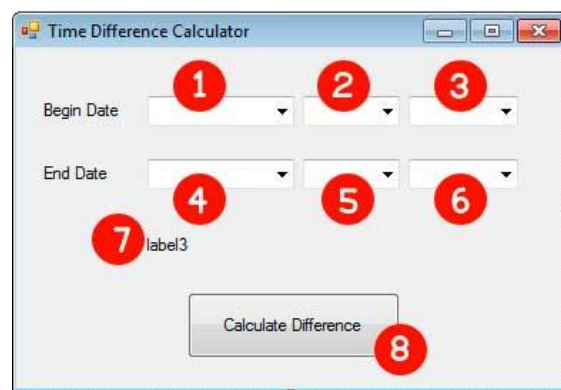 Time Difference Calculator
1 2 3
Begin Date
End Date
4 5 6
7 label3
Calculate Difference
8